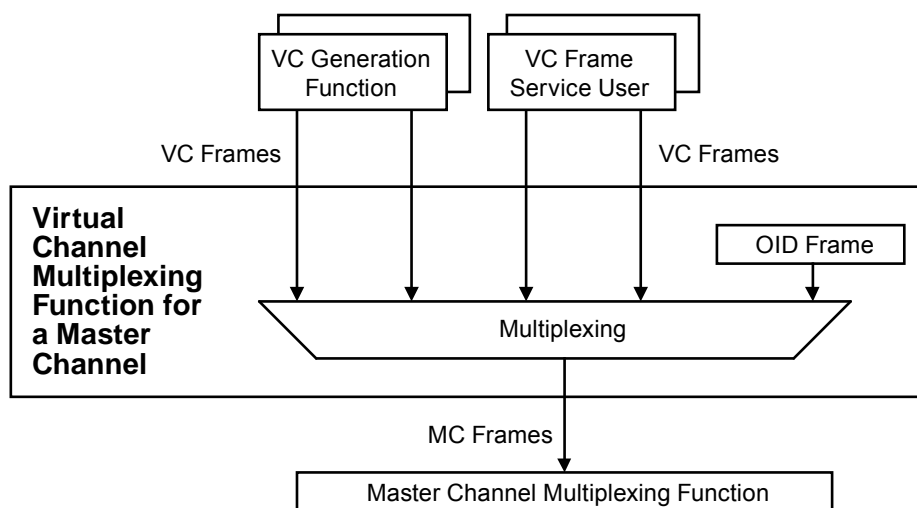 VC Generation
Function
VC Frame
Service User
VC Frames
VC Frames
Virtual
Channel
Multiplexing
Function for
a Master
Channel
OID Frame
Multiplexing
MC Frames
Master Channel Multiplexing Function